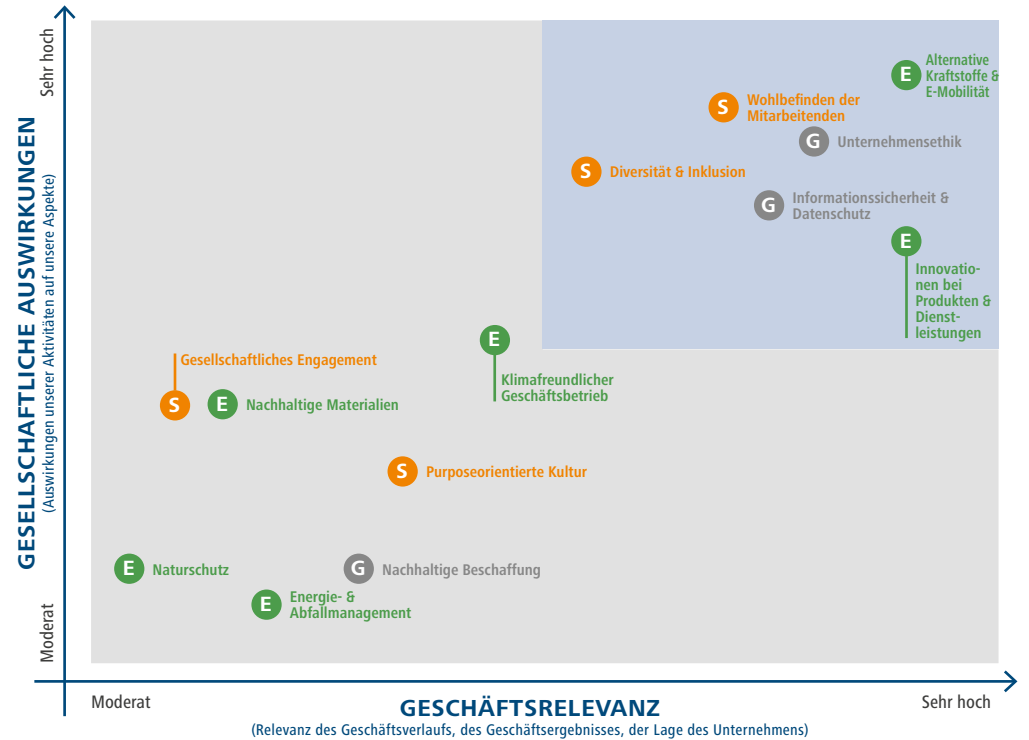 Sehr hoch
GESELLSCHAFTLICHE AUSWIRKUNGEN
(Auswirkungen unserer Aktivitäten auf unsere Aspekte)
Moderat
E
Alternative
Kraftstoffe &
E-Mobilität
S
Wohlbefinden der
Mitarbeitenden
G
Unternehmensethik
S
Diversität & Inklusion
G
Informationssicherheit &
Datenschutz
E
Innovatio-
nen bei
Produkten &
Dienst-
leistungen
E
Klimafreundlicher
Geschäftsbetrieb
Gesellschaftliches Engagement
S
E
Nachhaltige Materialien
S
Purposeorientierte Kultur
E
Naturschutz
G
Nachhaltige Beschaffung
E
Energie- &
Abfallmanagement
Moderat
GESCHÄFTSRELEVANZ
Sehr hoch
(Relevanz des Geschäftsverlaufs, des Geschäftsergebnisses, der Lage des Unternehmens)